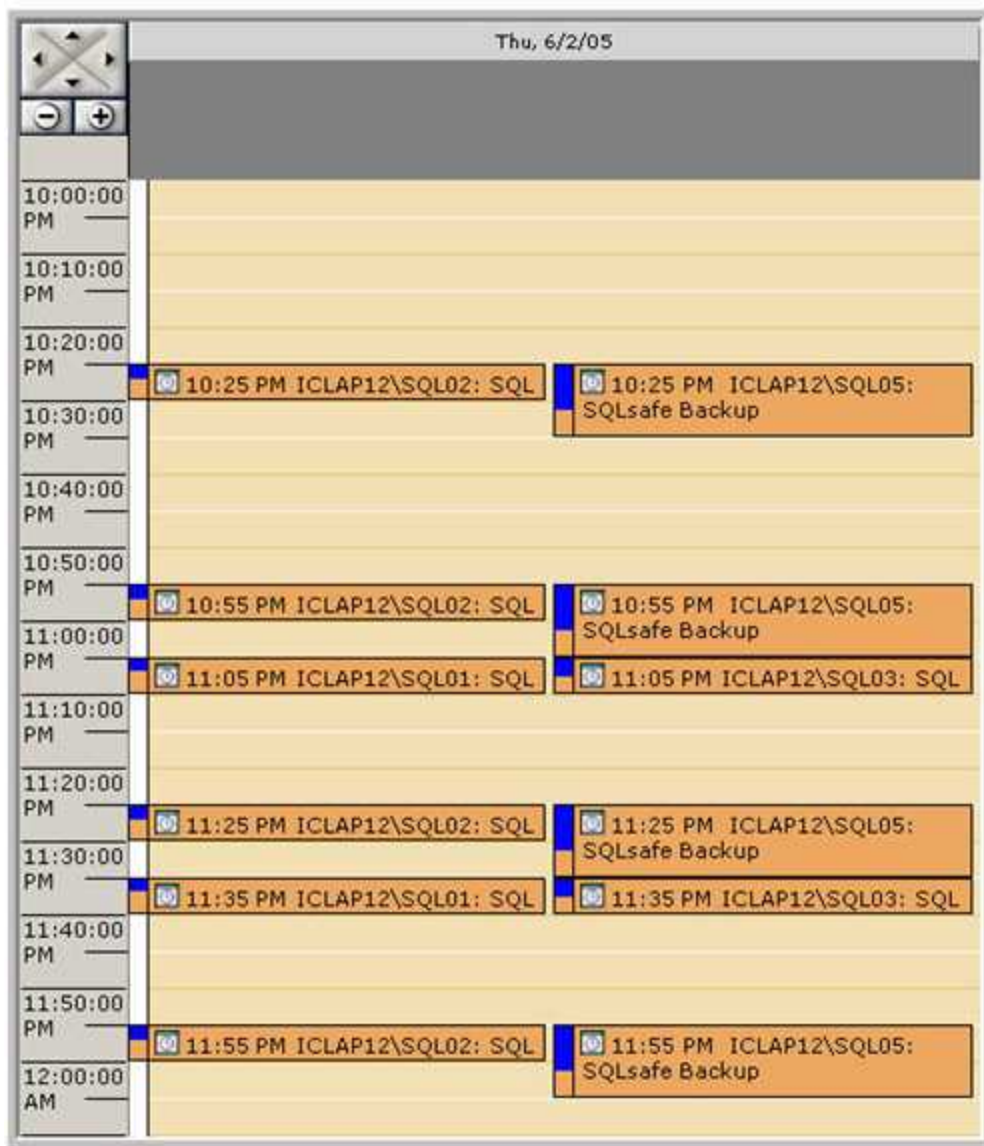 Thu, 6/2/05
10:00:00
PM
10:10:00
PM
10:20:00
PM
10:25 PM ICLAP12\SQL02: SQL
10:25 PM ICLAP12\SQL05:
SQLsafe Backup
10:30:00
PM
10:40:00
PM
10:50:00
PM
10:55 PM ICLAP12\SQL02: SQL
10:55 PM ICLAP12\SQL05:
SQLsafe Backup
11:00:00
PM
11:05 PM ICLAP12\SQL01: SQL
11:05 PM ICLAP12\SQL03: SQL
11:10:00
PM
11:20:00
PM
11:25 PM ICLAP12\SQL02: SQL
11:25 PM ICLAP12\SQL05:
SQLsafe Backup
11:30:00
PM
11:35 PM ICLAP12\SQL01: SQL
11:35 PM ICLAP12\SQL03: SQL
11:40:00
PM
11:50:00
PM
11:55 PM ICLAP12\SQL02: SQL
11:55 PM ICLAP12\SQL05:
SQLsafe Backup
12:00:00
AM